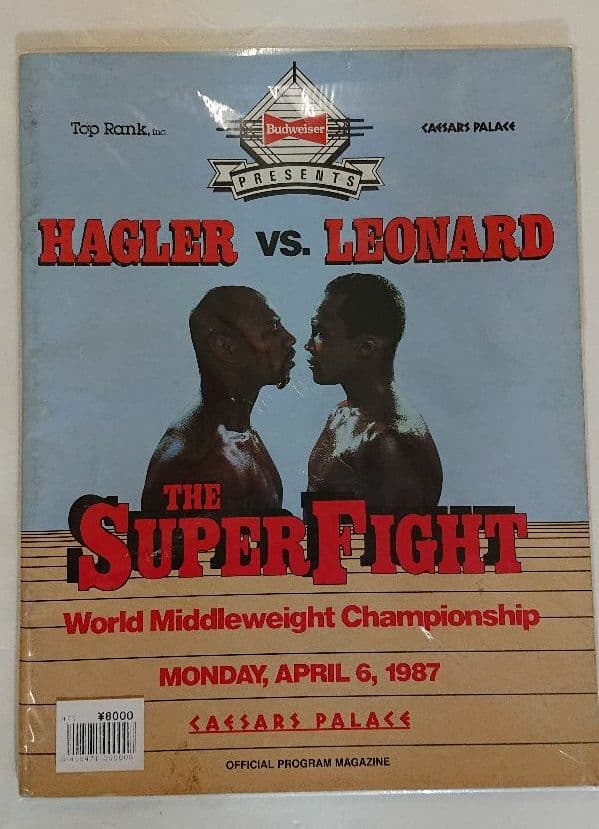 Top Rank, Inc.
Budweiser
CAESARS PALACE
PRESENTS
HAGLER vs. LEONARD
THE
SUPERFIGHT
World Middleweight Championship
MONDAY, APRIL 6, 1987
CAESARS PALACE
¥8000
OFFICIAL PROGRAM MAGAZINE